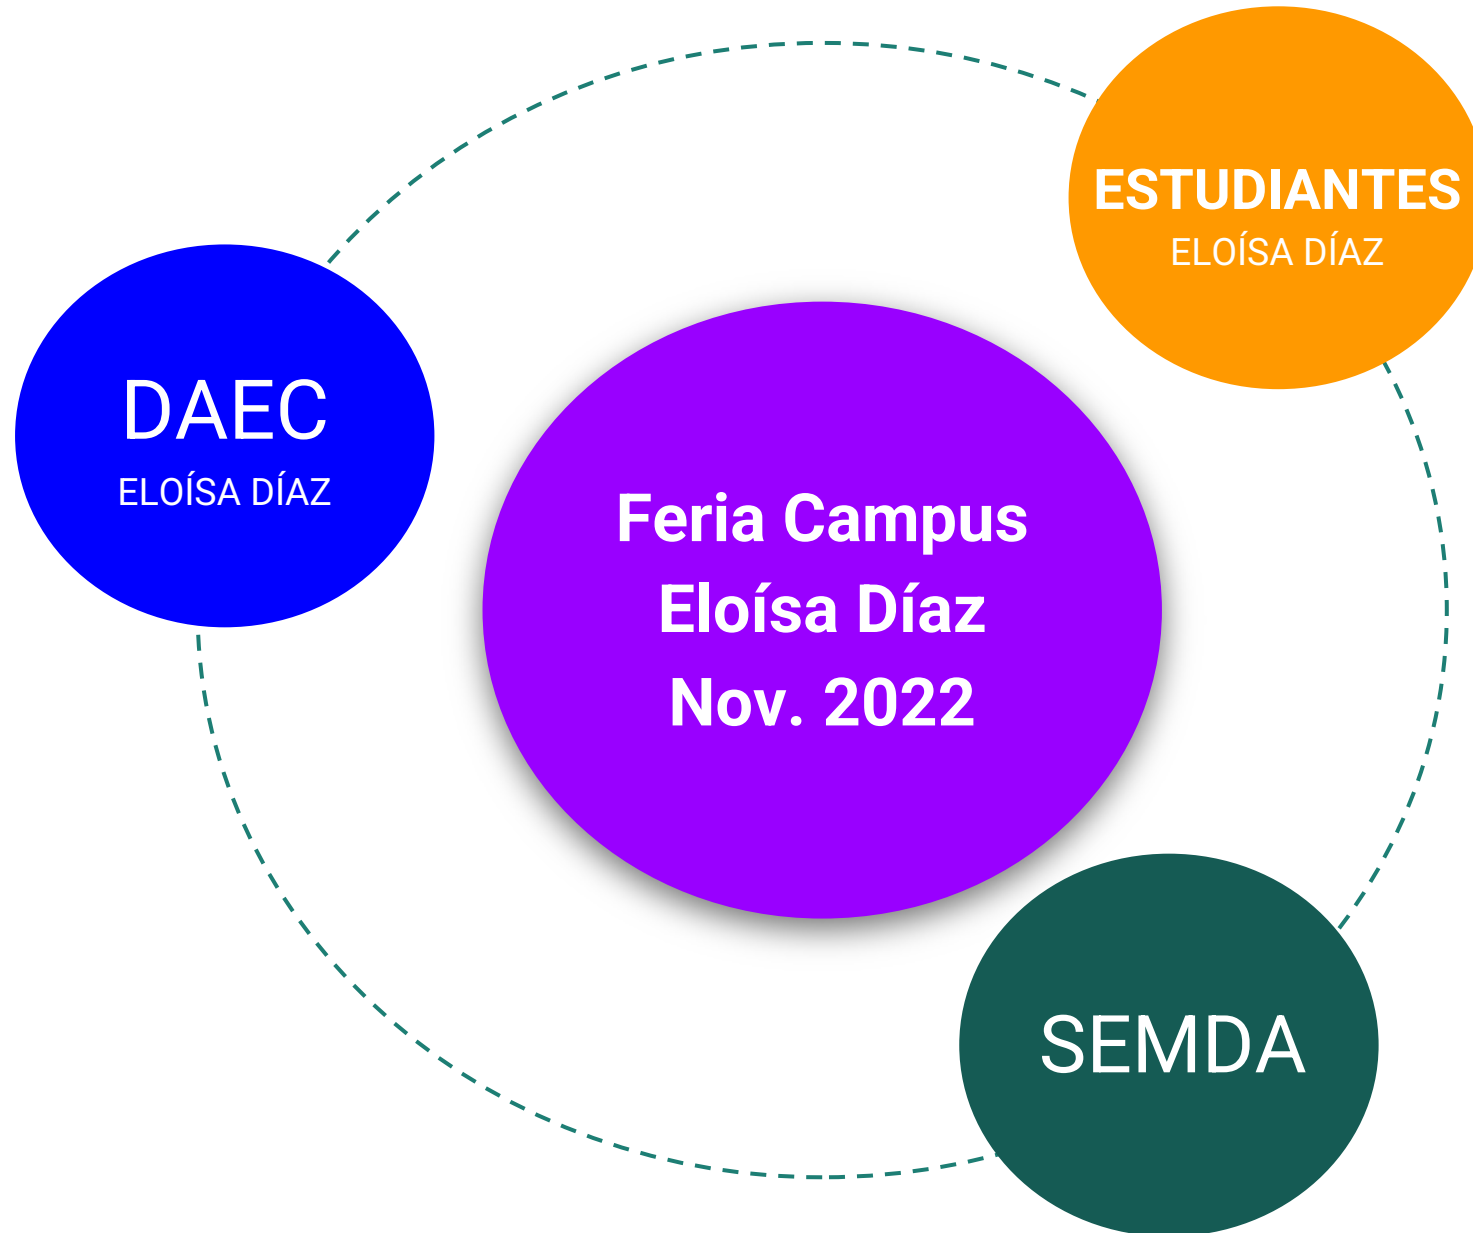 ESTUDIANTES
ELOÍSA DÍAZ
DAEC
ELOÍSA DÍAZ
Feria Campus
Eloísa Díaz
Nov. 2022
SEMDA